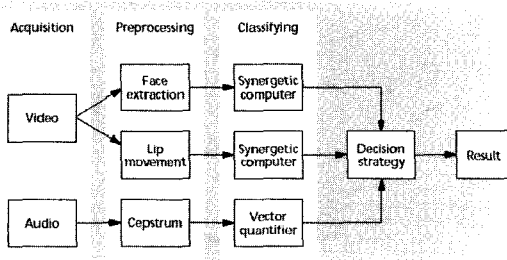 Acquisition Preprocessing Classifying
Face
extraction
Synergetic
computer
Video
Lip
movement
Synergetic
computer
Decision
strategy
Result
Audio
Cepstrum
Vector
quantifier